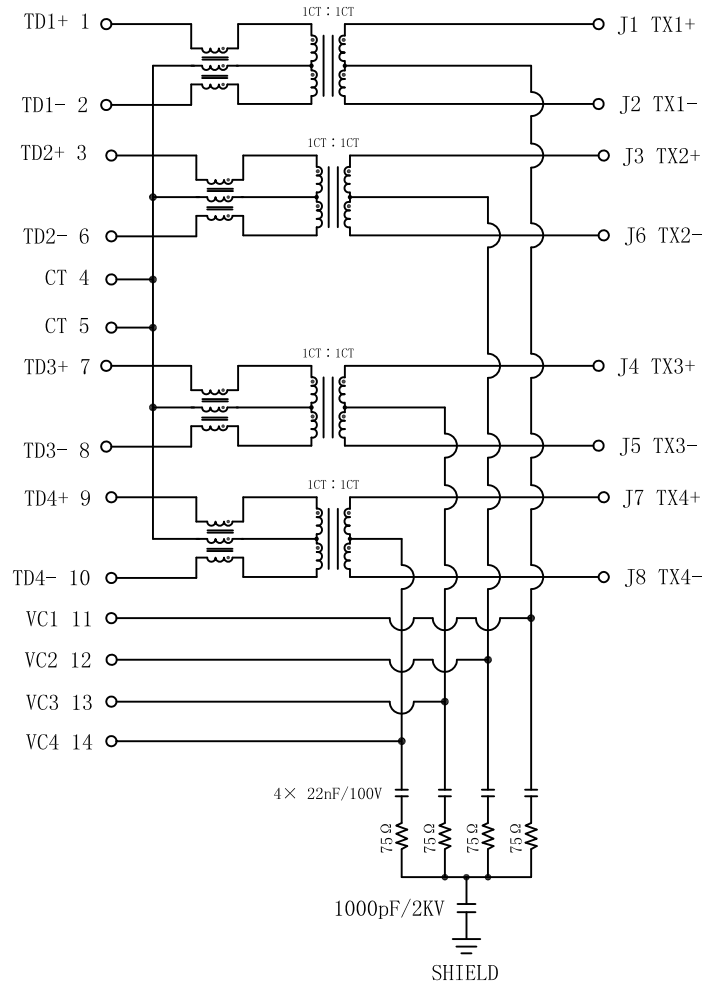 1CT : 1CT
TD1+ 1
J1 TX1+
TD1- 2
J2 TX1-
1CT : 1CT
TD2+ 3
J3 TX2+
TD2- 6
J6 TX2-
CT 4
CT 5
1CT : 1CT
TD3+ 7
J4 TX3+
TD3- 8
J5 TX3-
1CT : 1CT
TD4+ 9
J7 TX4+
TD4- 10
J8 TX4-
VC1 11
VC2 12
VC3 13
VC4 14
4× 22nF/100V
75Ω
75Ω
75Ω
75Ω
1000pF/2KV
SHIELD